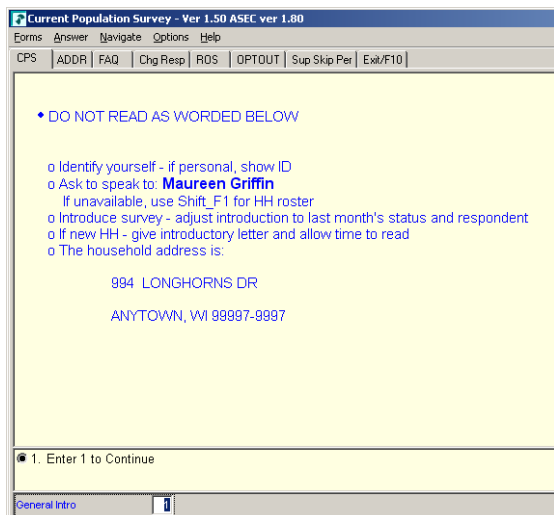 Current Population Survey - Ver 1.50 ASEC ver 1.80
Forms Answer Navigate Options Help
CPS ADDR FAQ Chg Resp ROS OPTOUT Sup Skip Per Exit/F10
DO NOT READ AS WORDED BELOW
o Identify yourself - if personal, show ID
o Ask to speak to: Maureen Griffin
If unavailable, use Shift_F1 for HH roster
o Introduce survey - adjust introduction to last month's status and respondent
o If new HH - give introductory letter and allow time to read
o The household address is:
994 LONGHORNS DR
ANYTOWN, WI 99997-9997
1. Enter 1 to Continue
General Intro 1